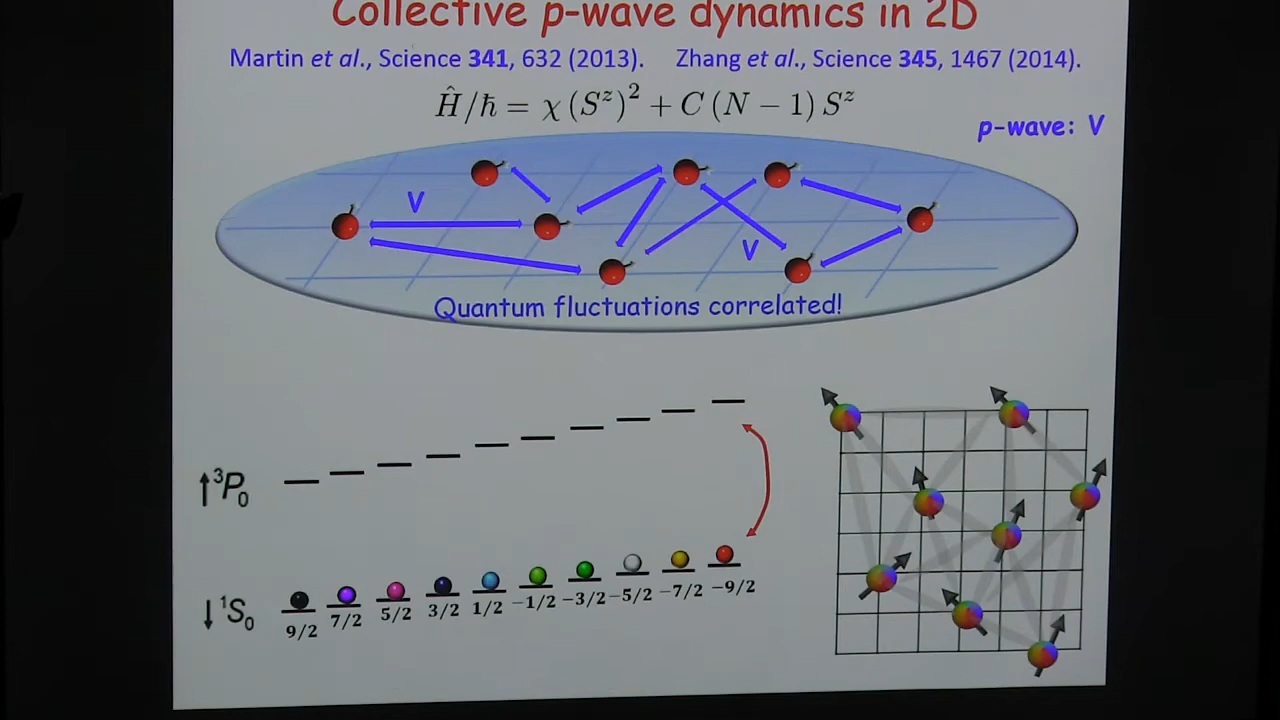 Collective p-wave dynamics in 2D
Martin et al., Science 341, 632 (2013). Zhang et al., Science 345, 1467 (2014).
Ĥ/ħ = χ (Sᶻ)² + C (N − 1) Sᶻ
p-wave: V
V
V
Quantum fluctuations correlated!
↑³P₀
↓¹S₀
9/2 7/2 5/2 3/2 1/2 −1/2 −3/2 −5/2 −7/2 −9/2